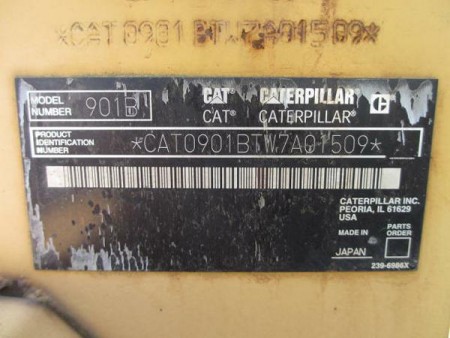 *CAT0901BTW7A01509*
MODEL NUMBER 901B
CAT® CATERPILLAR®
CAT® CATERPILLAR®
PRODUCT IDENTIFICATION NUMBER *CAT0901BTW7A01509*
CATERPILLAR INC.
PEORIA, IL 61629
USA
MADE IN
JAPAN
PARTS ORDER
239-6986X